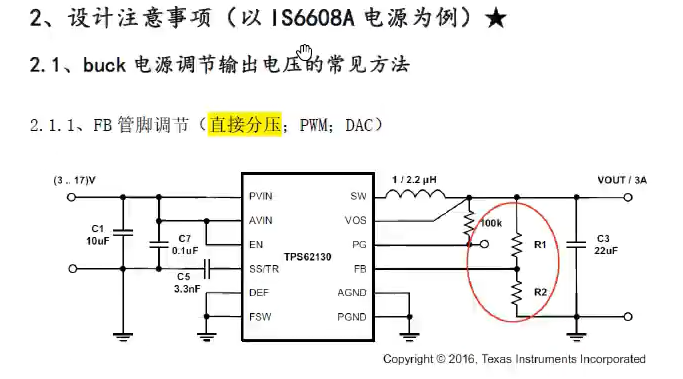 2、设计注意事项（以 IS6608A 电源为例）★
2.1、buck 电源调节输出电压的常见方法
2.1.1、FB 管脚调节（直接分压；PWM；DAC）
(3 .. 17)V
1 / 2.2 µH
VOUT / 3A
PVIN
SW
C1
10uF
AVIN
VOS
100k
C7
0.1uF
EN
PG
R1
C3
22uF
TPS62130
SS/TR
FB
C5
3.3nF
DEF
AGND
R2
FSW
PGND
Copyright © 2016, Texas Instruments Incorporated